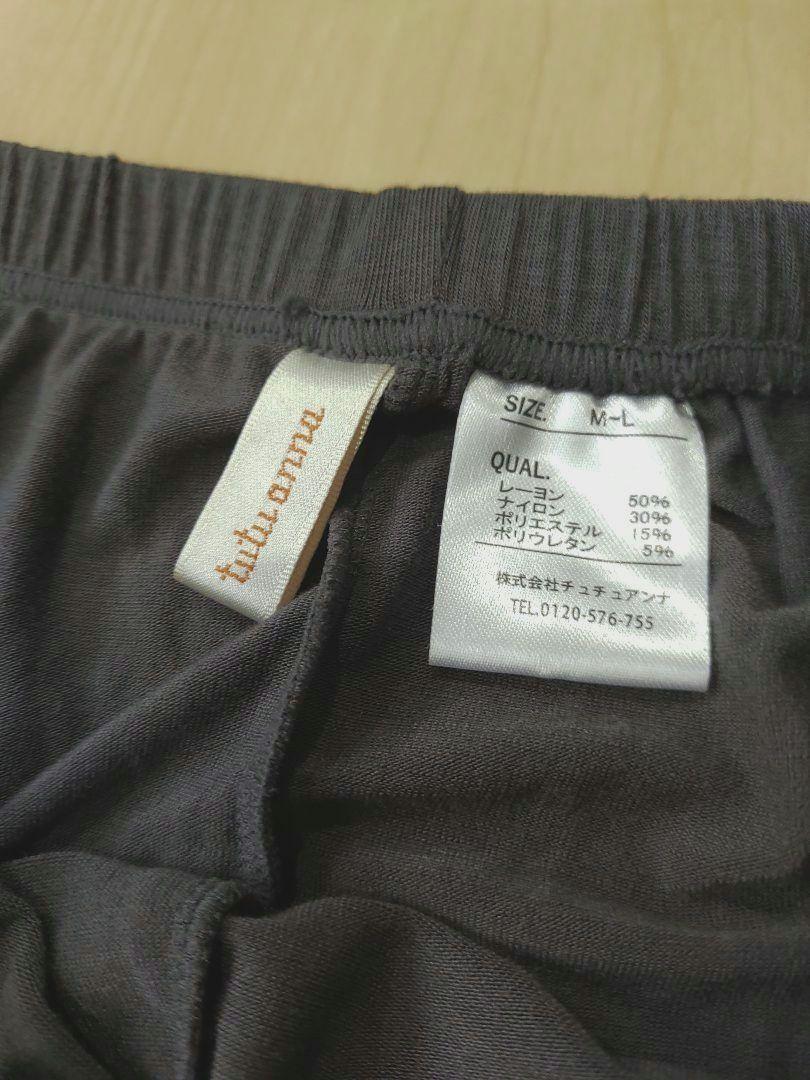 tutuanna
SIZE. M-L
QUAL.
レーヨン 50%
ナイロン 30%
ポリエステル 15%
ポリウレタン 5%
株式会社チュチュアンナ
TEL.0120-576-755